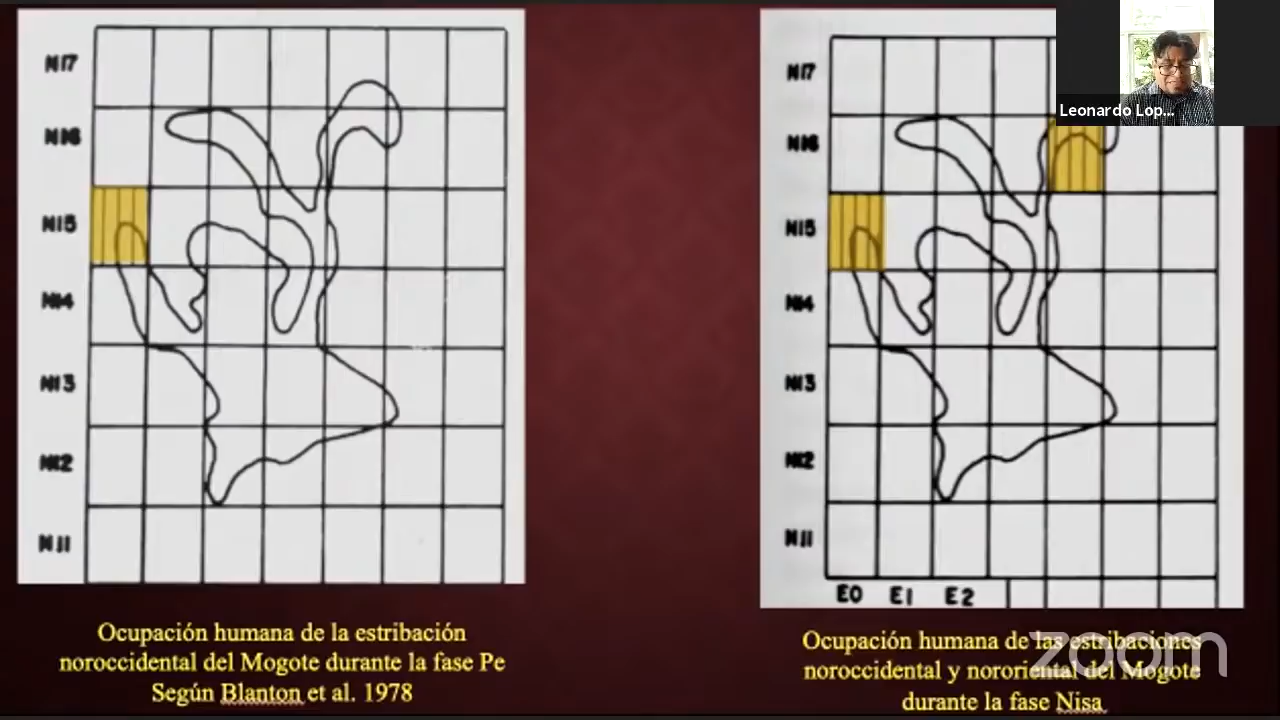 N17
N16
N15
N14
N13
N12
N11
Ocupación humana de la estribación
noroccidental del Mogote durante la fase Pe
Según Blanton et al. 1978
N17
N16
N15
N14
N13
N12
N11
E0 E1 E2
Ocupación humana de las estribaciones
noroccidental y nororiental del Mogote
durante la fase Nisa
Leonardo Lop...
zoom